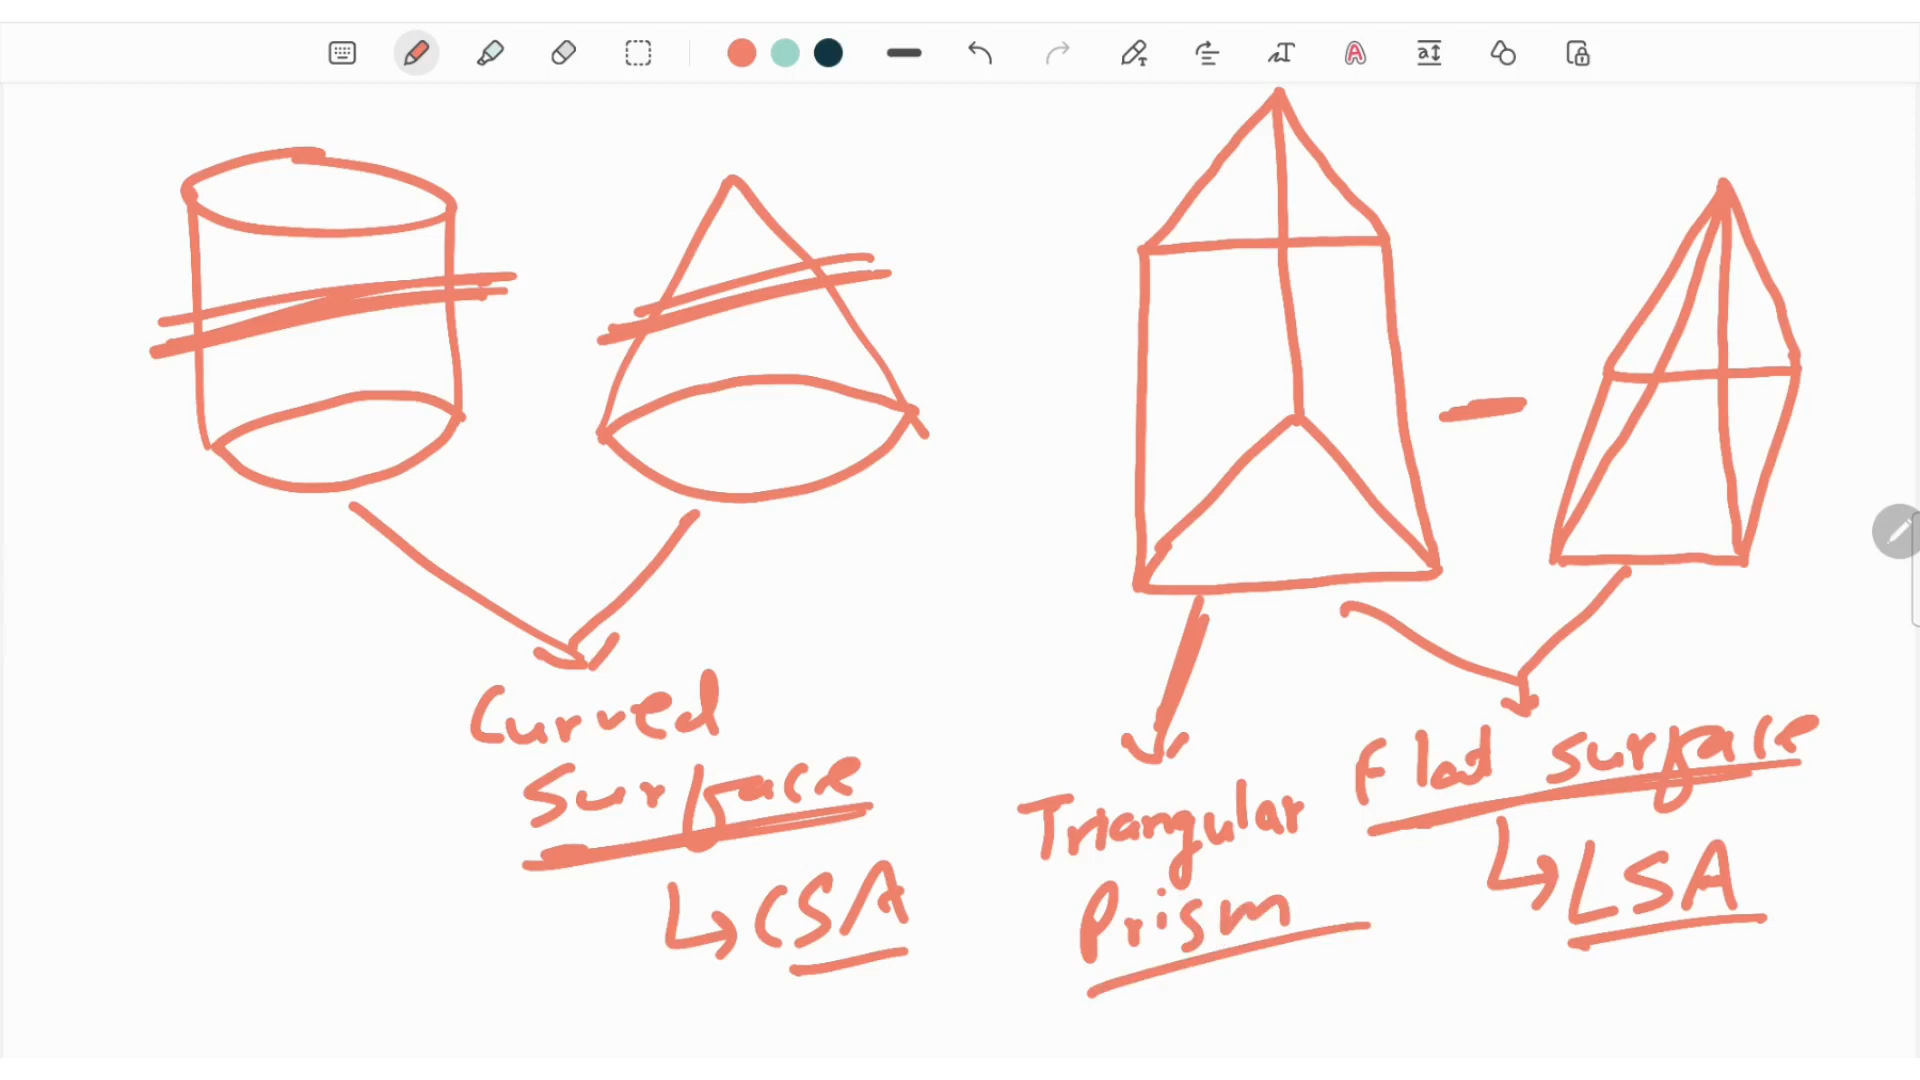 Curved
Surface
↳ CSA
Triangular
Prism
Flat surface
↳ LSA